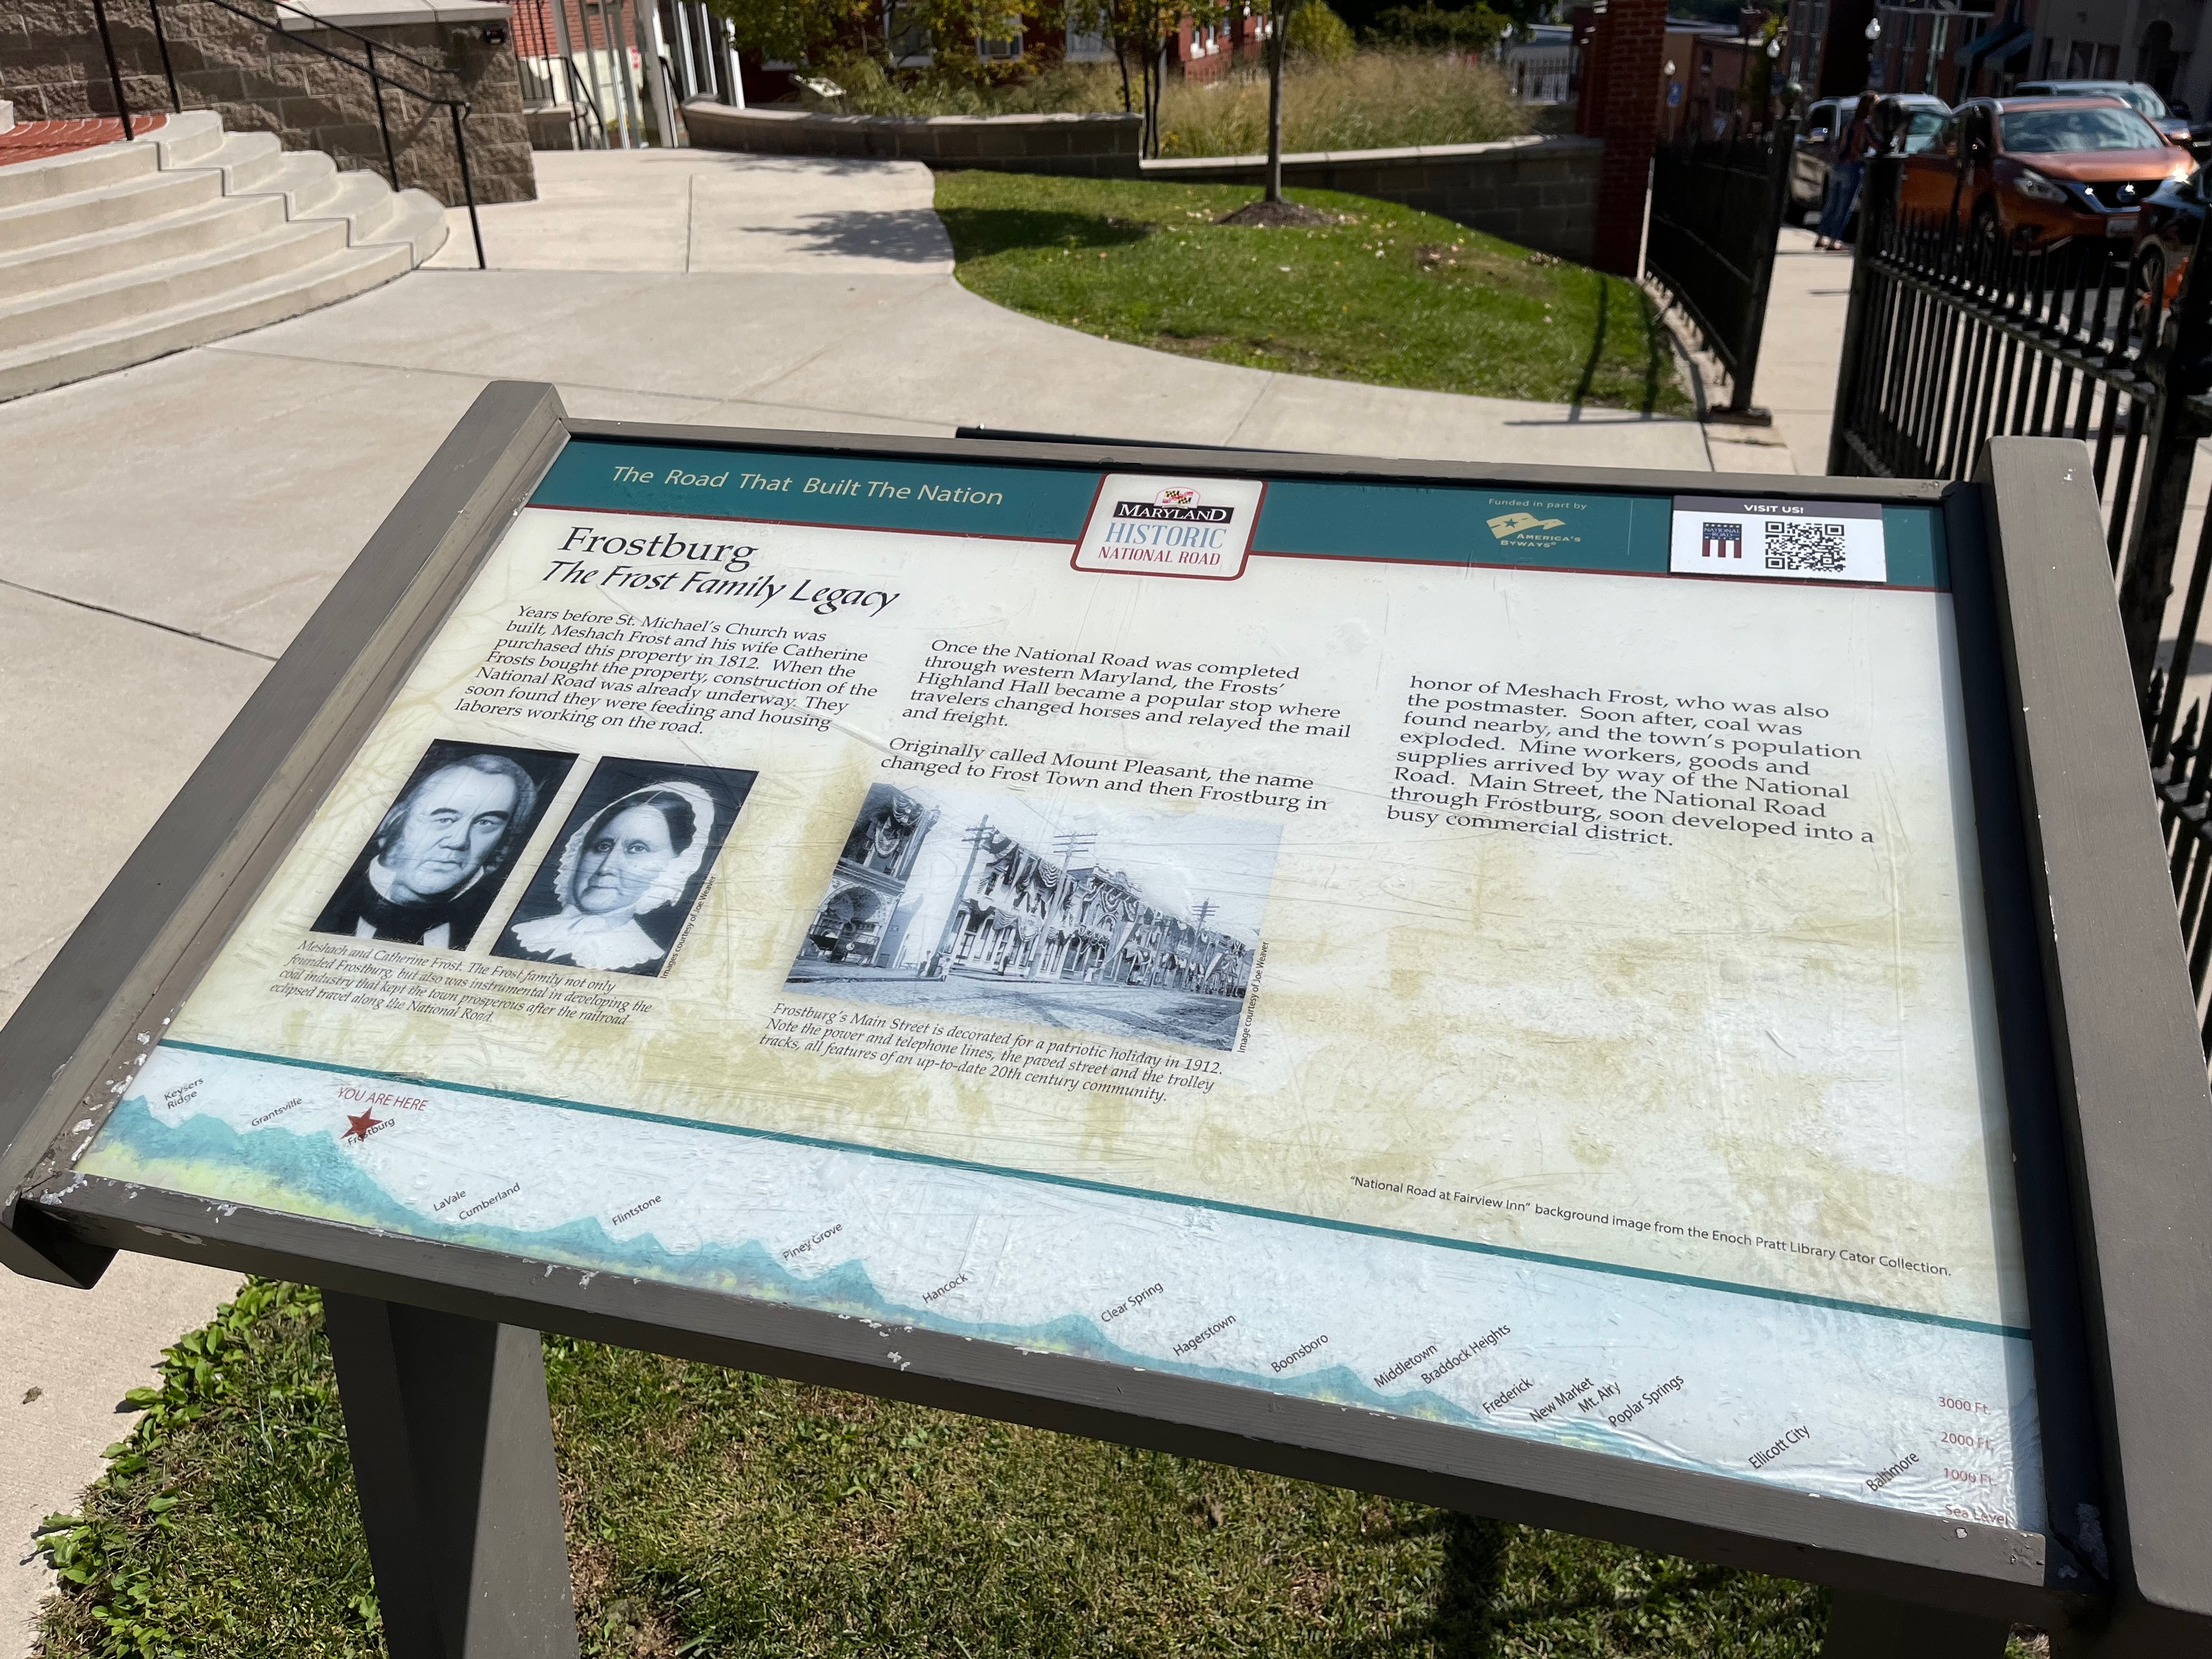 The Road That Built The Nation
MARYLAND
HISTORIC
NATIONAL ROAD
Funded in part by
AMERICA'S
BYWAYS®
VISIT US!
NATIONAL
ROAD
Frostburg
The Frost Family Legacy
Years before St. Michael's Church was
built, Meshach Frost and his wife Catherine
purchased this property in 1812. When the
Frosts bought the property, construction of the
National Road was already underway. They
soon found they were feeding and housing
laborers working on the road.
Once the National Road was completed
through western Maryland, the Frosts'
Highland Hall became a popular stop where
travelers changed horses and relayed the mail
and freight.
Originally called Mount Pleasant, the name
changed to Frost Town and then Frostburg in
honor of Meshach Frost, who was also
the postmaster. Soon after, coal was
found nearby, and the town's population
exploded. Mine workers, goods and
supplies arrived by way of the National
Road. Main Street, the National Road
through Frostburg, soon developed into a
busy commercial district.
Images courtesy of Joe Weaver
Meshach and Catherine Frost. The Frost family not only
founded Frostburg, but also was instrumental in developing the
coal industry that kept the town prosperous after the railroad
eclipsed travel along the National Road.
Image courtesy of Joe Weaver
Frostburg's Main Street is decorated for a patriotic holiday in 1912.
Note the power and telephone lines, the paved street and the trolley
tracks, all features of an up-to-date 20th century community.
"National Road at Fairview Inn" background image from the Enoch Pratt Library Cator Collection.
Keysers
Ridge
Grantsville
YOU ARE HERE
Frostburg
LaVale
Cumberland
Flintstone
Piney Grove
Hancock
Clear Spring
Hagerstown
Boonsboro
Middletown
Braddock Heights
Frederick
New Market
Mt. Airy
Poplar Springs
Ellicott City
Baltimore
3000 Ft.
2000 Ft.
1000 Ft.
Sea Level